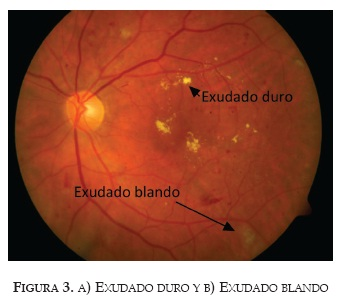 Exudado duro
Exudado blando
FIGURA 3. A) EXUDADO DURO Y B) EXUDADO BLANDO